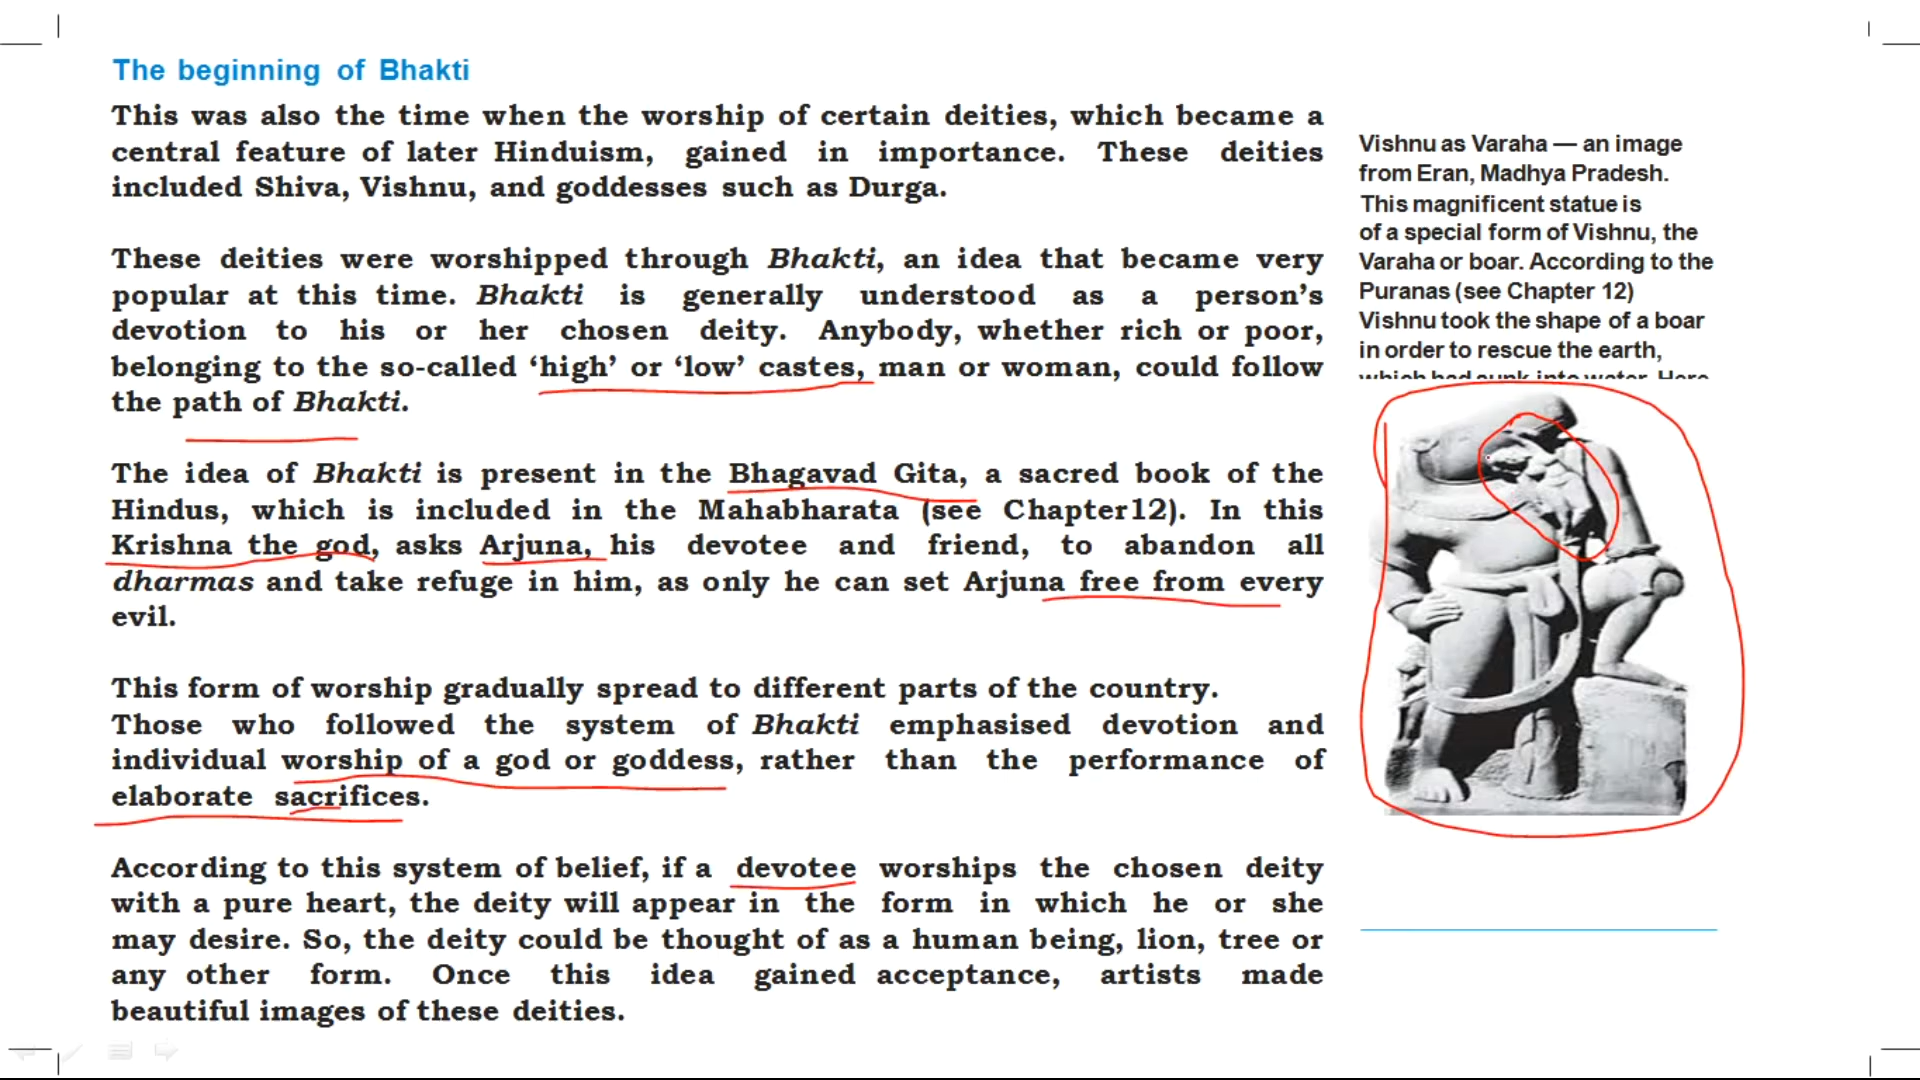 The beginning of Bhakti
This was also the time when the worship of certain deities, which became a
central feature of later Hinduism, gained in importance. These deities
included Shiva, Vishnu, and goddesses such as Durga.
These deities were worshipped through Bhakti, an idea that became very
popular at this time. Bhakti is generally understood as a person's
devotion to his or her chosen deity. Anybody, whether rich or poor,
belonging to the so-called ‘high’ or ‘low’ castes, man or woman, could follow
the path of Bhakti.
The idea of Bhakti is present in the Bhagavad Gita, a sacred book of the
Hindus, which is included in the Mahabharata (see Chapter12). In this
Krishna the god, asks Arjuna, his devotee and friend, to abandon all
dharmas and take refuge in him, as only he can set Arjuna free from every
evil.
This form of worship gradually spread to different parts of the country.
Those who followed the system of Bhakti emphasised devotion and
individual worship of a god or goddess, rather than the performance of
elaborate sacrifices.
According to this system of belief, if a devotee worships the chosen deity
with a pure heart, the deity will appear in the form in which he or she
may desire. So, the deity could be thought of as a human being, lion, tree or
any other form. Once this idea gained acceptance, artists made
beautiful images of these deities.
Vishnu as Varaha — an image
from Eran, Madhya Pradesh.
This magnificent statue is
of a special form of Vishnu, the
Varaha or boar. According to the
Puranas (see Chapter 12)
Vishnu took the shape of a boar
in order to rescue the earth,
which had sunk into water. Here